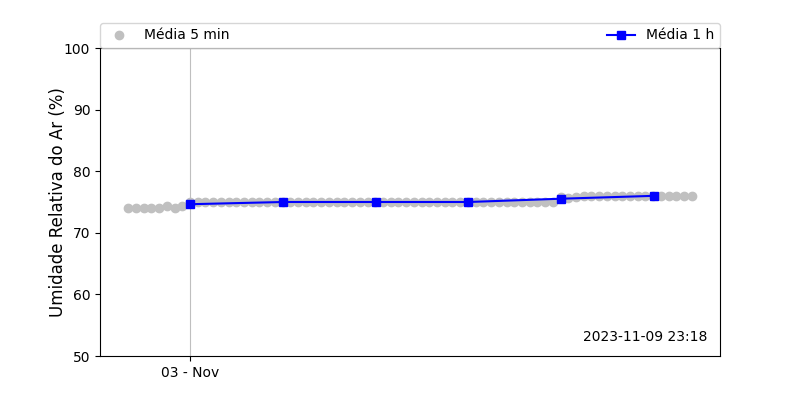 Média 5 min
Média 1 h
Umidade Relativa do Ar (%)
100
90
80
70
60
50
2023-11-09 23:18
03 - Nov